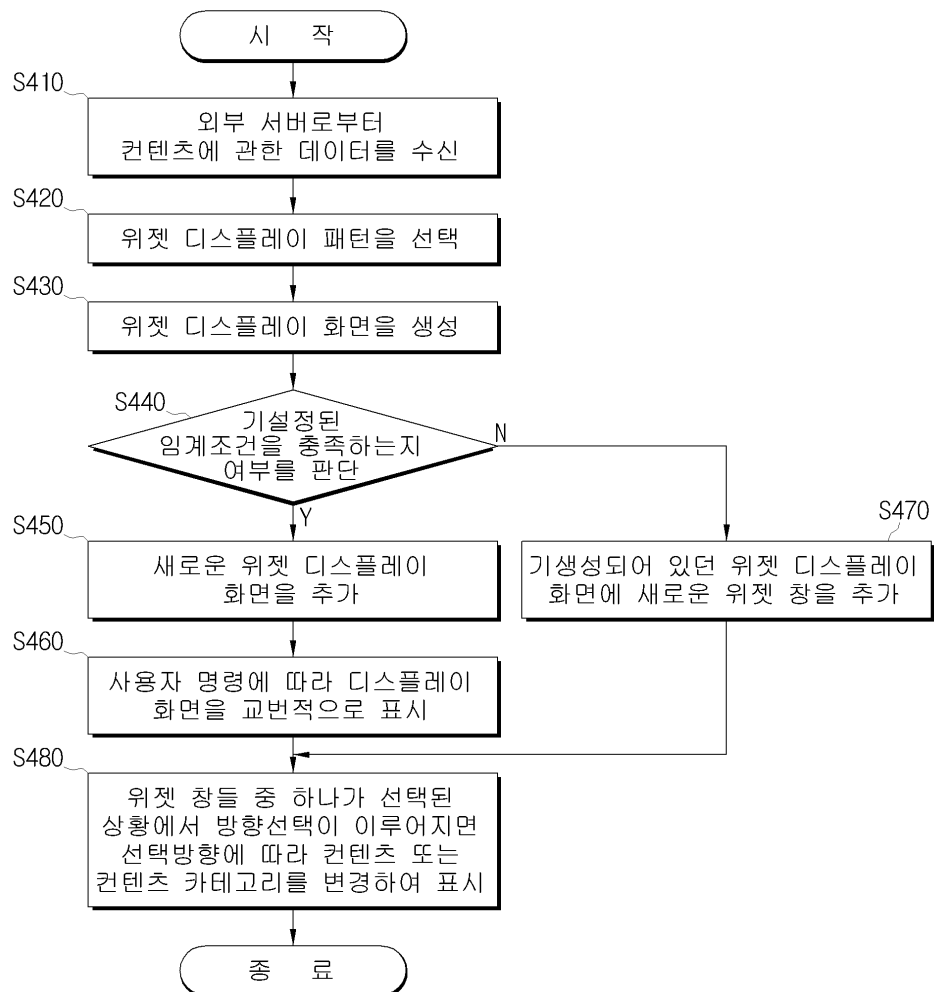 시 작
S410
외부 서버로부터
컨텐츠에 관한 데이터를 수신
S420
위젯 디스플레이 패턴을 선택
S430
위젯 디스플레이 화면을 생성
S440
기설정된
임계조건을 충족하는지
여부를 판단
N
Y
S450
새로운 위젯 디스플레이
화면을 추가
S470
기생성되어 있던 위젯 디스플레이
화면에 새로운 위젯 창을 추가
S460
사용자 명령에 따라 디스플레이
화면을 교번적으로 표시
S480
위젯 창들 중 하나가 선택된
상황에서 방향선택이 이루어지면
선택방향에 따라 컨텐츠 또는
컨텐츠 카테고리를 변경하여 표시
종 료